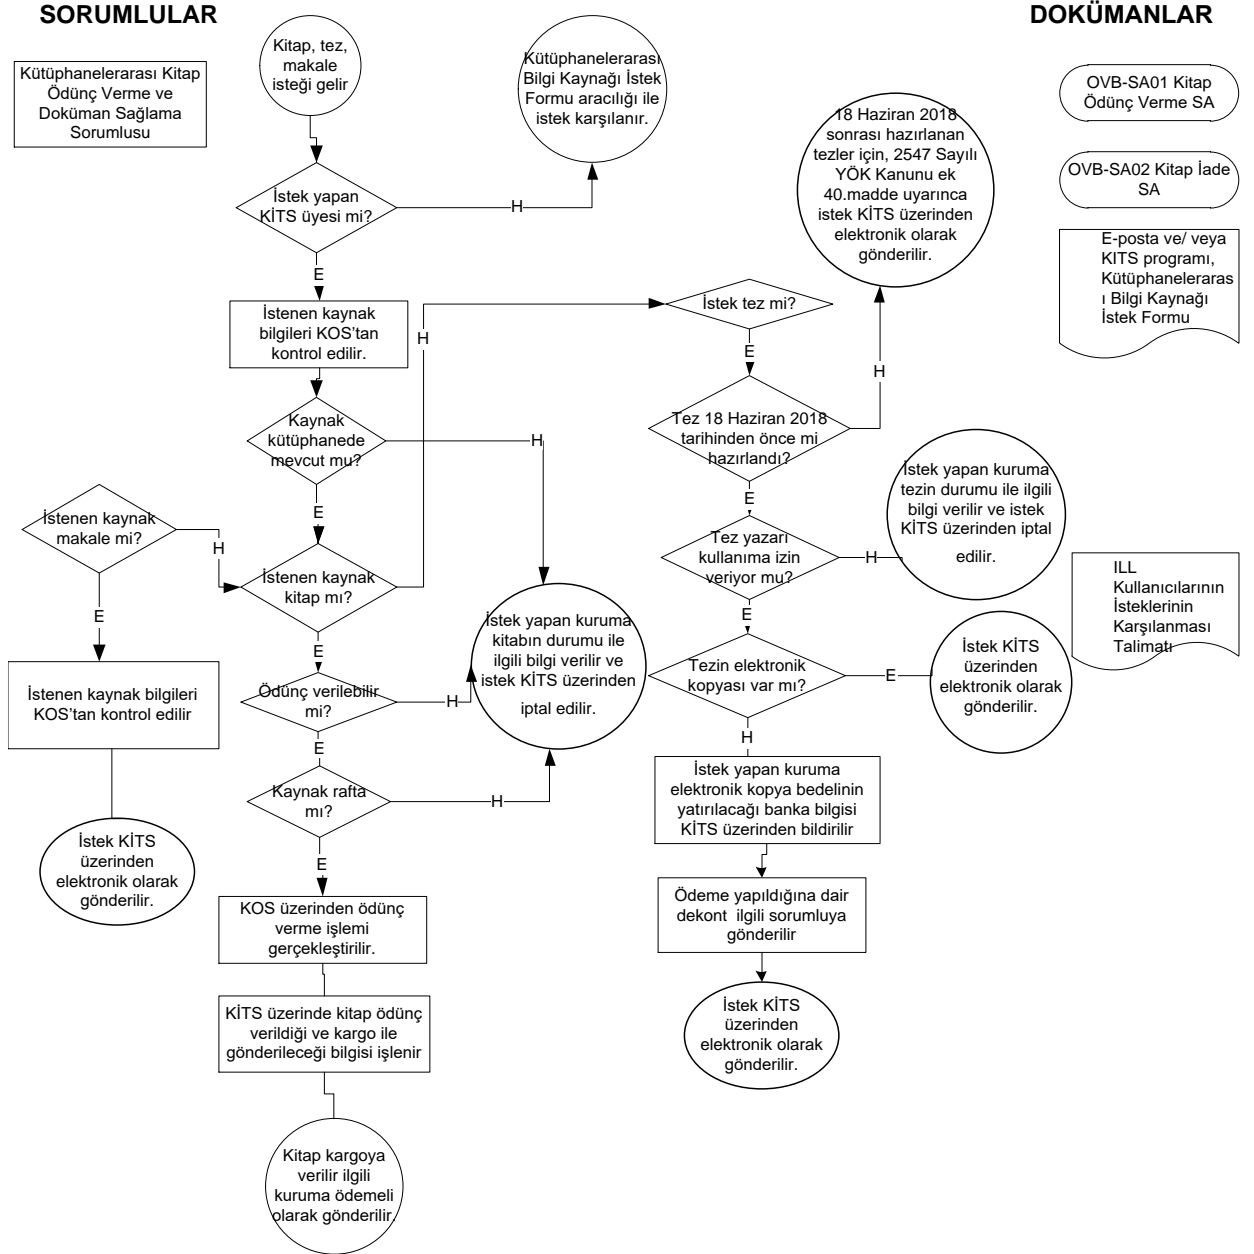 SORUMLULAR
DOKÜMANLAR
Kütüphanelerarası Kitap
Ödünç Verme ve
Doküman Sağlama
Sorumlusu
Kitap, tez,
makale
isteği gelir
Kütüphanelerarası
Bilgi Kaynağı İstek
Formu aracılığı ile
istek karşılanır.
18 Haziran 2018
sonrası hazırlanan
tezler için, 2547 Sayılı
YÖK Kanunu ek
40.madde uyarınca
istek KİTS üzerinden
elektronik olarak
gönderilir.
OVB-SA01 Kitap
Ödünç Verme SA
OVB-SA02 Kitap İade
SA
E-posta ve/ veya
KITS programı,
Kütüphaneleraras
ı Bilgi Kaynağı
İstek Formu
İstek yapan
KİTS üyesi mi?
H
E
İstenen kaynak
bilgileri KOS’tan
kontrol edilir.
H
İstek tez mi?
E
H
Kaynak
kütüphanede
mevcut mu?
H
E
Tez 18 Haziran 2018
tarihinden önce mi
hazırlandı?
E
İstek yapan kuruma
tezin durumu ile ilgili
bilgi verilir ve istek
KİTS üzerinden iptal
edilir.
İstenen kaynak
makale mi?
H
E
İstenen kaynak
kitap mı?
E
Tez yazarı
kullanıma izin
veriyor mu?
H
E
ILL
Kullanıcılarının
İsteklerinin
Karşılanması
Talimatı
İstek yapan kuruma
kitabın durumu ile
ilgili bilgi verilir ve
istek KİTS üzerinden
iptal edilir.
Tezin elektronik
kopyası var mı?
E
H
İstek KİTS
üzerinden
elektronik olarak
gönderilir.
İstenen kaynak bilgileri
KOS’tan kontrol edilir
Ödünç verilebilir
mi?
H
E
Kaynak rafta
mı?
H
E
İstek yapan kuruma
elektronik kopya bedelinin
yatırılacağı banka bilgisi
KİTS üzerinden bildirilir
İstek KİTS
üzerinden
elektronik olarak
gönderilir.
KOS üzerinden ödünç
verme işlemi
gerçekleştirilir.
Ödeme yapıldığına dair
dekont ilgili sorumluya
gönderilir
KİTS üzerinde kitap ödünç
verildiği ve kargo ile
gönderileceği bilgisi işlenir
İstek KİTS
üzerinden
elektronik olarak
gönderilir.
Kitap kargoya
verilir ilgili
kuruma ödemeli
olarak gönderilir.